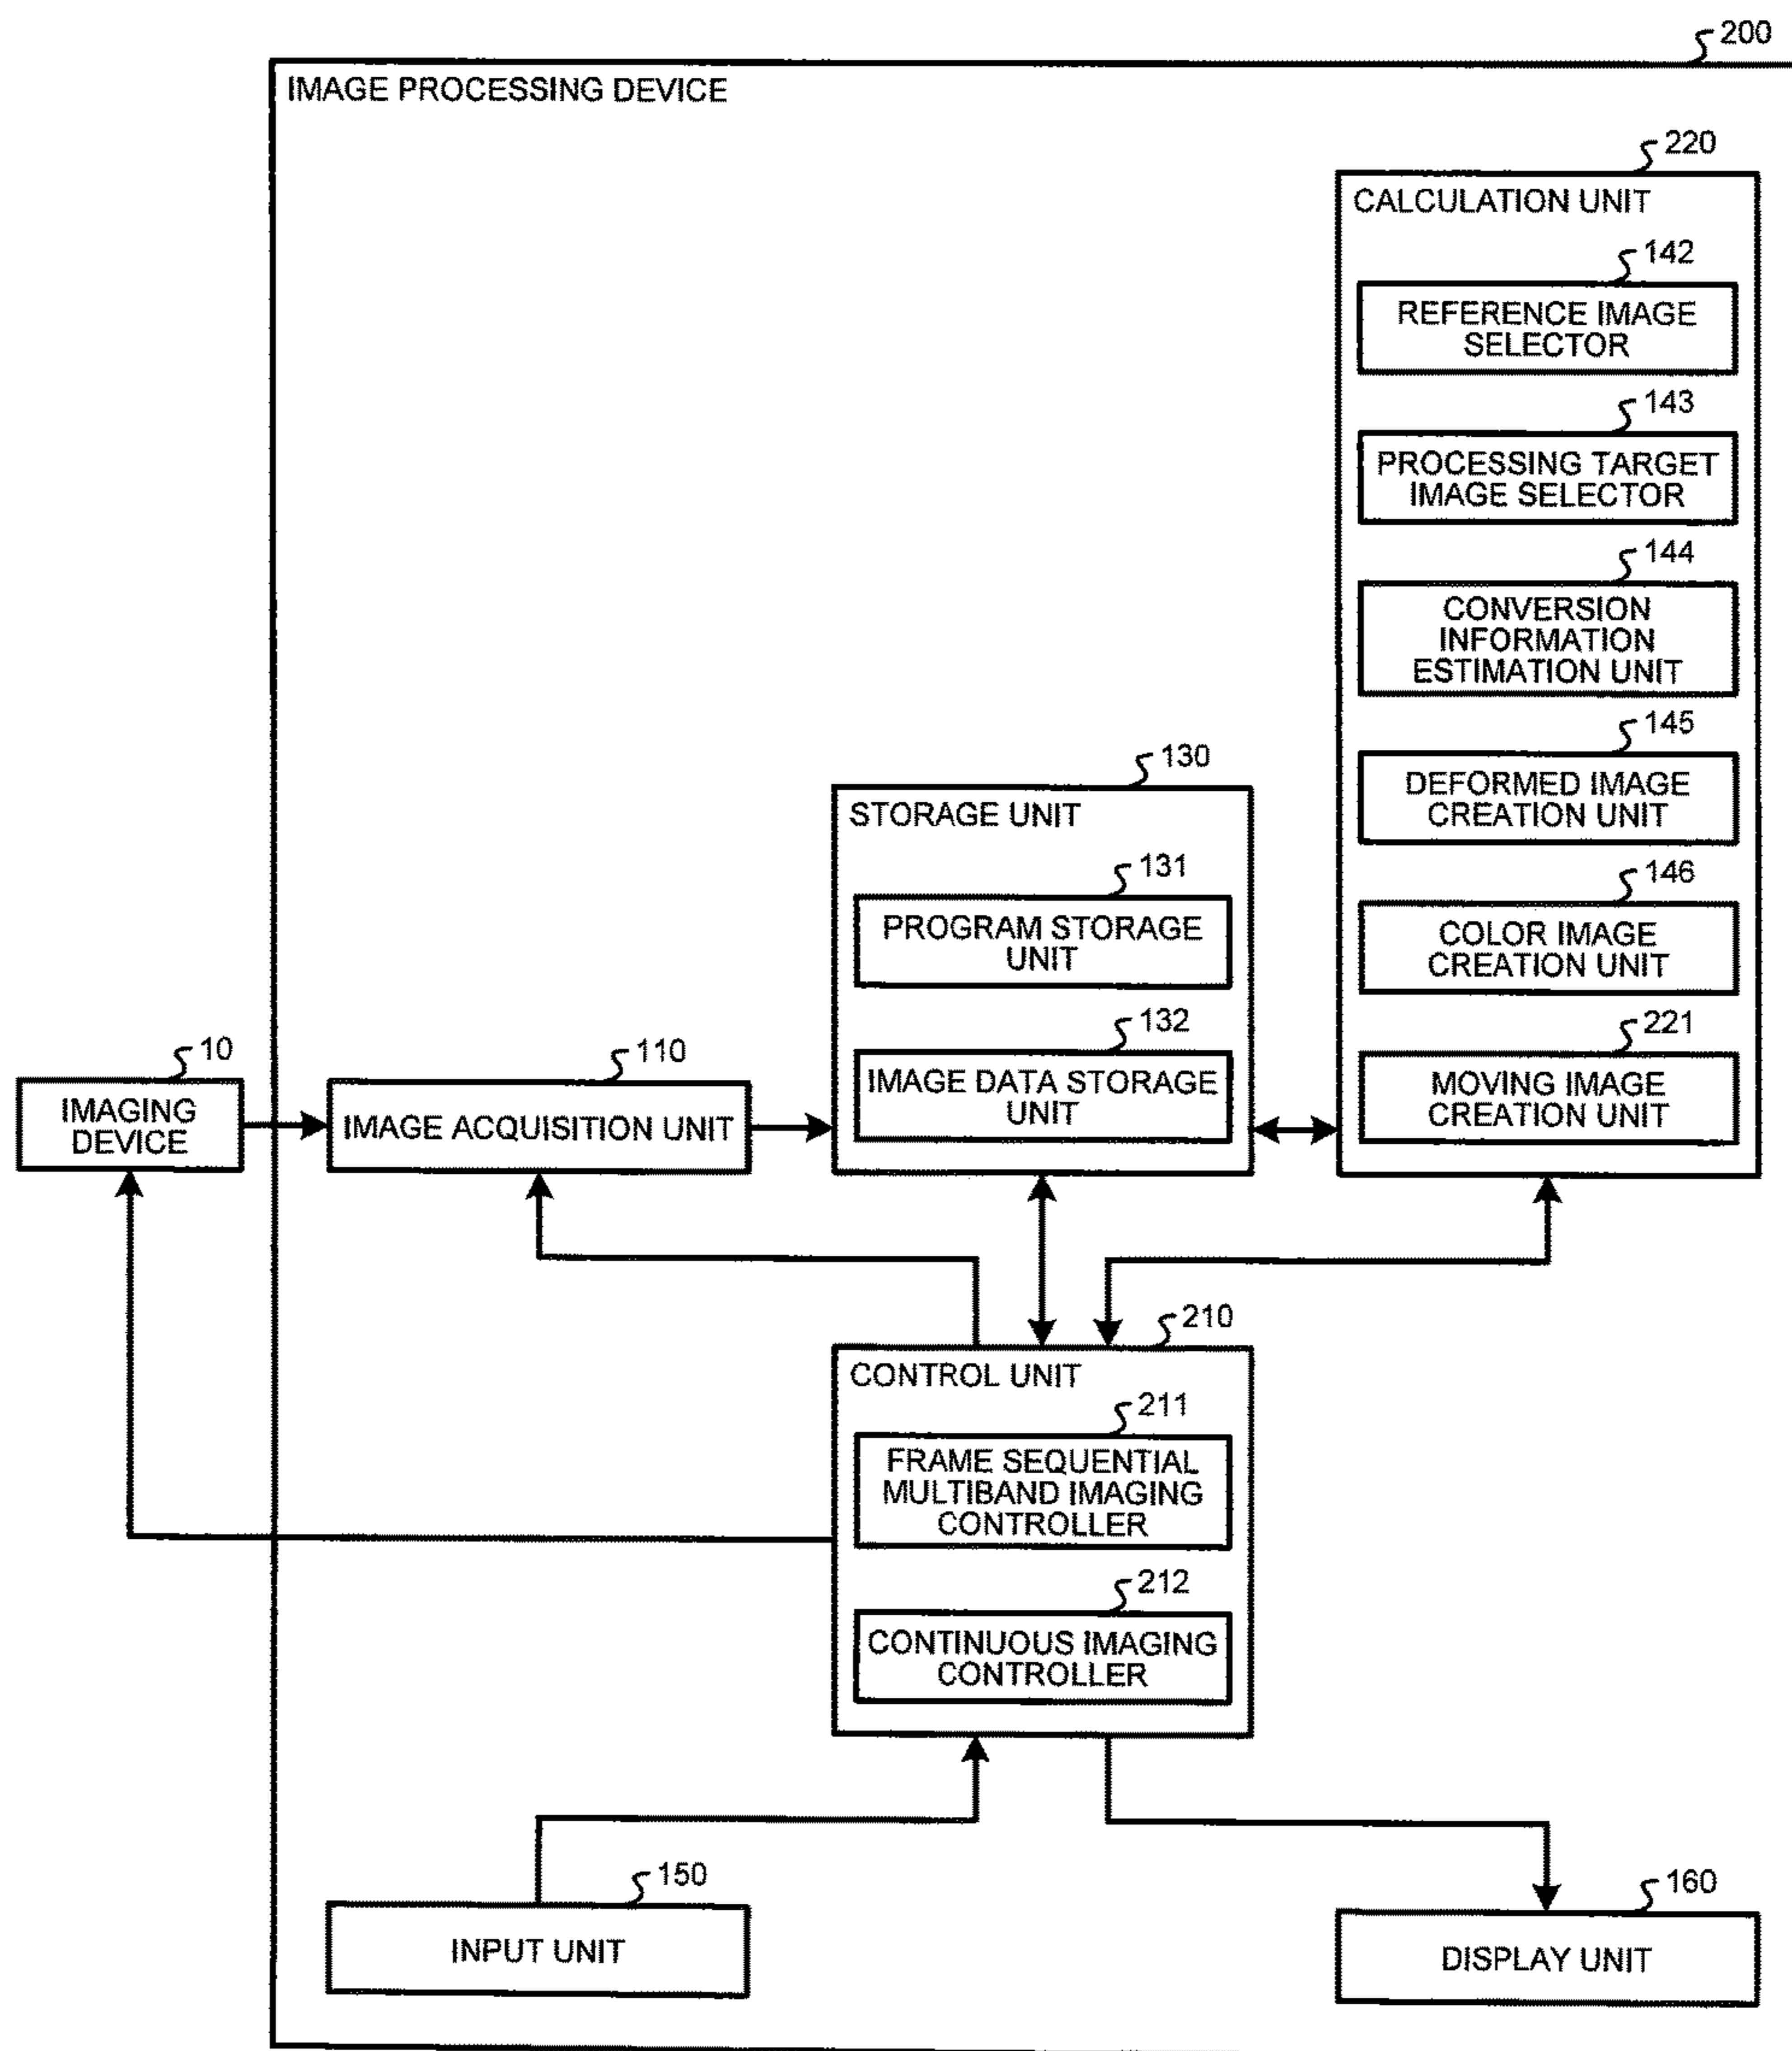 200
IMAGE PROCESSING DEVICE
220
CALCULATION UNIT
142
REFERENCE IMAGE
SELECTOR
143
PROCESSING TARGET
IMAGE SELECTOR
144
CONVERSION
INFORMATION
ESTIMATION UNIT
145
DEFORMED IMAGE
CREATION UNIT
146
COLOR IMAGE
CREATION UNIT
221
MOVING IMAGE
CREATION UNIT
130
STORAGE UNIT
131
PROGRAM STORAGE
UNIT
132
IMAGE DATA STORAGE
UNIT
10
IMAGING
DEVICE
110
IMAGE ACQUISITION UNIT
210
CONTROL UNIT
211
FRAME SEQUENTIAL
MULTIBAND IMAGING
CONTROLLER
212
CONTINUOUS IMAGING
CONTROLLER
150
INPUT UNIT
160
DISPLAY UNIT